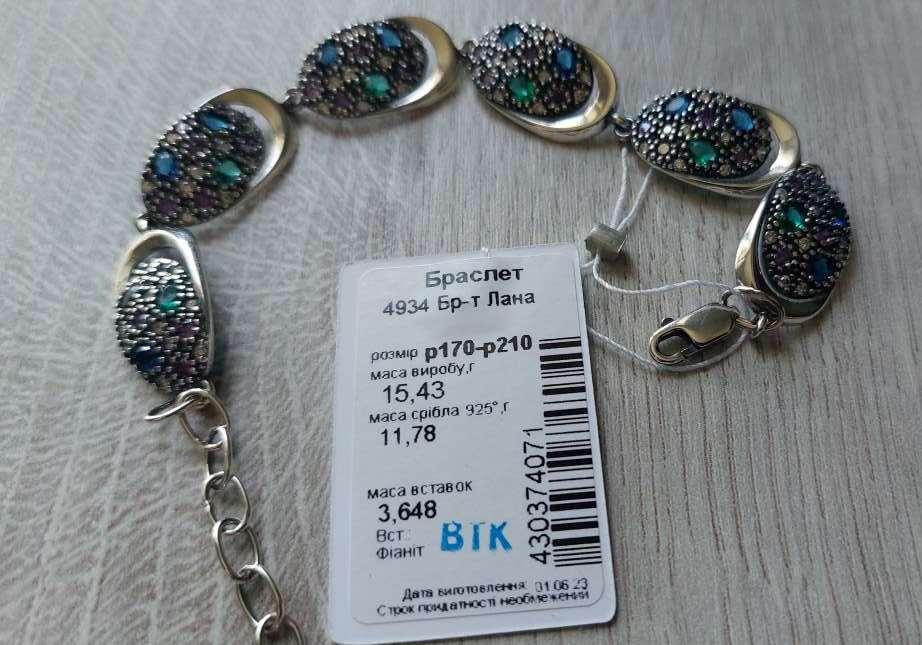 Браслет
4934 Бр-т Лана
розмір р170-р210
маса виробу,г
15,43
маса срібла 925°,г
11,78
маса вставок
3,648
Вст.:
Фіаніт
ВТК
430374071
Дата виготовлення: 01.06.23
Строк придатності необмежений